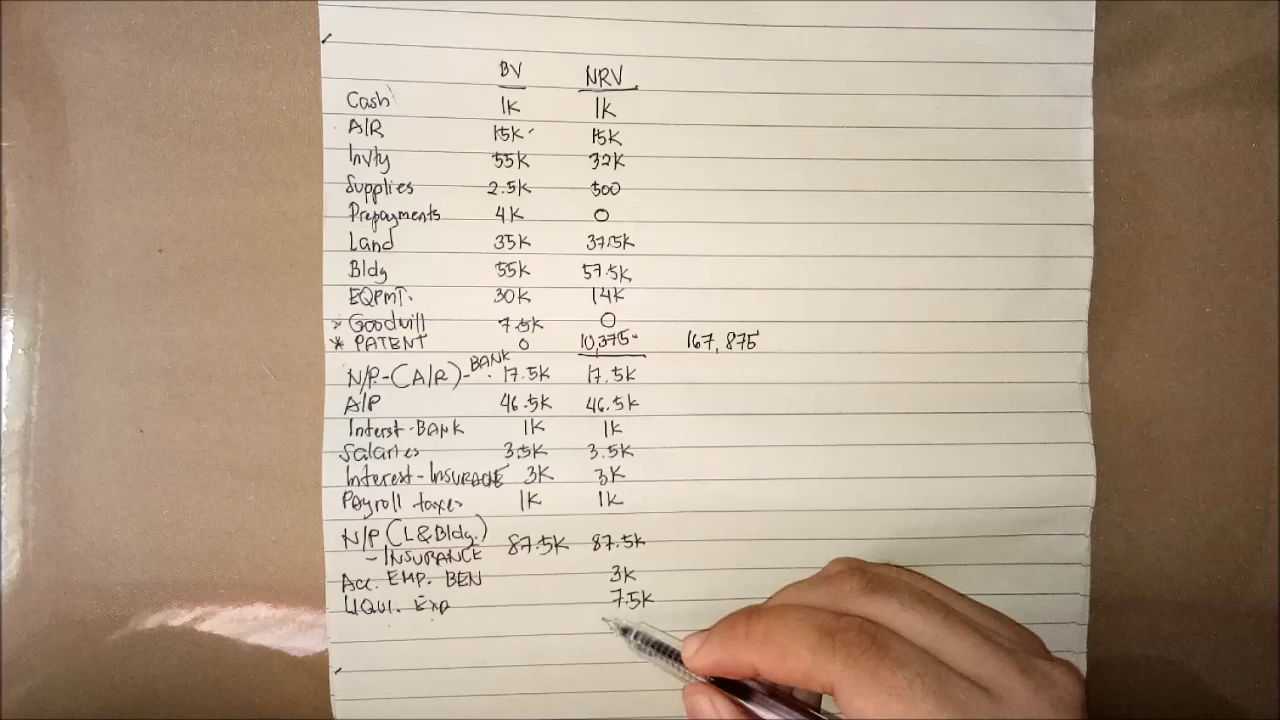 BV NRV
Cash 1K 1K
A/R 15K 15K
Invty 55K 32K
Supplies 2.5K 500
Prepayments 4K 0
Land 35K 37.5K
Bldg 55K 57.5K
EQPMT. 30K 14K
Goodwill 7.5K 0
* PATENT 0 10,375 167,875
N/P-(A/R)-BANK 17.5K 17.5K
A/P 46.5K 46.5K
Interst-BANK 1K 1K
Salaries 3.5K 3.5K
Interest-INSURANCE 3K 3K
Payroll taxes 1K 1K
N/P (L&Bldg.)
- INSURANCE 87.5K 87.5K
Acc. EMP. BEN 3K
LIQUI. EXP 7.5K